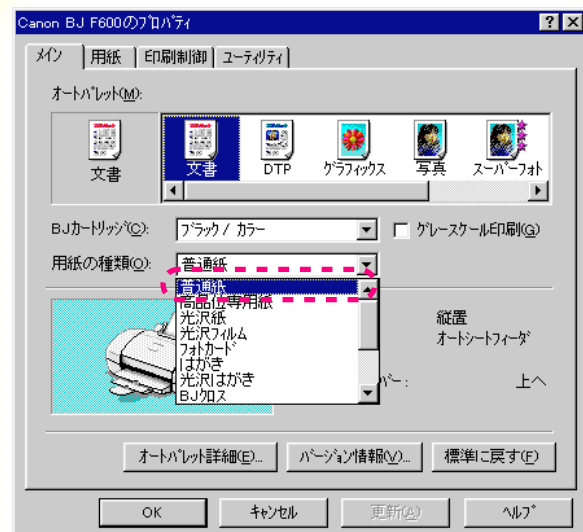 Canon BJ F600のﾌﾟﾛﾊﾟﾃｨ
ﾒｲﾝ 用紙 印刷制御 ﾕｰﾃｨﾘﾃｨ
ｵｰﾄﾊﾟﾚｯﾄ(M):
文書 文書 DTP ｸﾞﾗﾌｨｯｸｽ 写真 ｽｰﾊﾟｰﾌｫﾄ
BJｶｰﾄﾘｯｼﾞ(C): ﾌﾞﾗｯｸ / ｶﾗｰ ｸﾞﾚｰｽｹｰﾙ印刷(G)
用紙の種類(O): 普通紙
普通紙
高品位専用紙
光沢紙
光沢ﾌｨﾙﾑ
ﾌｫﾄｶｰﾄﾞ
はがき
光沢はがき
BJｸﾛｽ
縦置
ｵｰﾄｼｰﾄﾌｨｰﾀﾞ
ﾊﾞｰ: 上へ
ｵｰﾄﾊﾟﾚｯﾄ詳細(E)... ﾊﾞｰｼﾞｮﾝ情報(V)... 標準に戻す(F)
OK ｷｬﾝｾﾙ 更新(A) ﾍﾙﾌﾟ